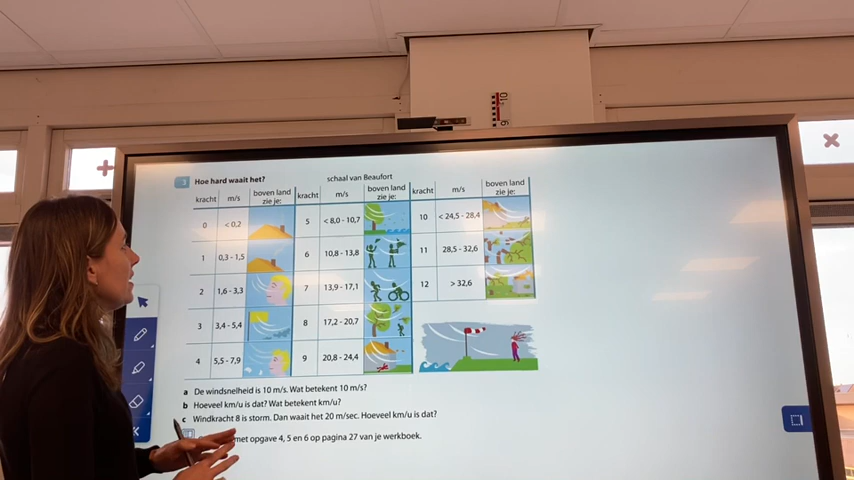 3 Hoe hard waait het?
schaal van Beaufort
kracht m/s boven land zie je: kracht m/s boven land zie je: kracht m/s boven land zie je:
0 < 0,2 5 < 8,0 - 10,7 10 < 24,5 - 28,4
1 0,3 - 1,5 6 10,8 - 13,8 11 28,5 - 32,6
2 1,6 - 3,3 7 13,9 - 17,1 12 > 32,6
3 3,4 - 5,4 8 17,2 - 20,7
4 5,5 - 7,9 9 20,8 - 24,4
a De windsnelheid is 10 m/s. Wat betekent 10 m/s?
b Hoeveel km/u is dat? Wat betekent km/u?
c Windkracht 8 is storm. Dan waait het 20 m/sec. Hoeveel km/u is dat?
met opgave 4, 5 en 6 op pagina 27 van je werkboek.